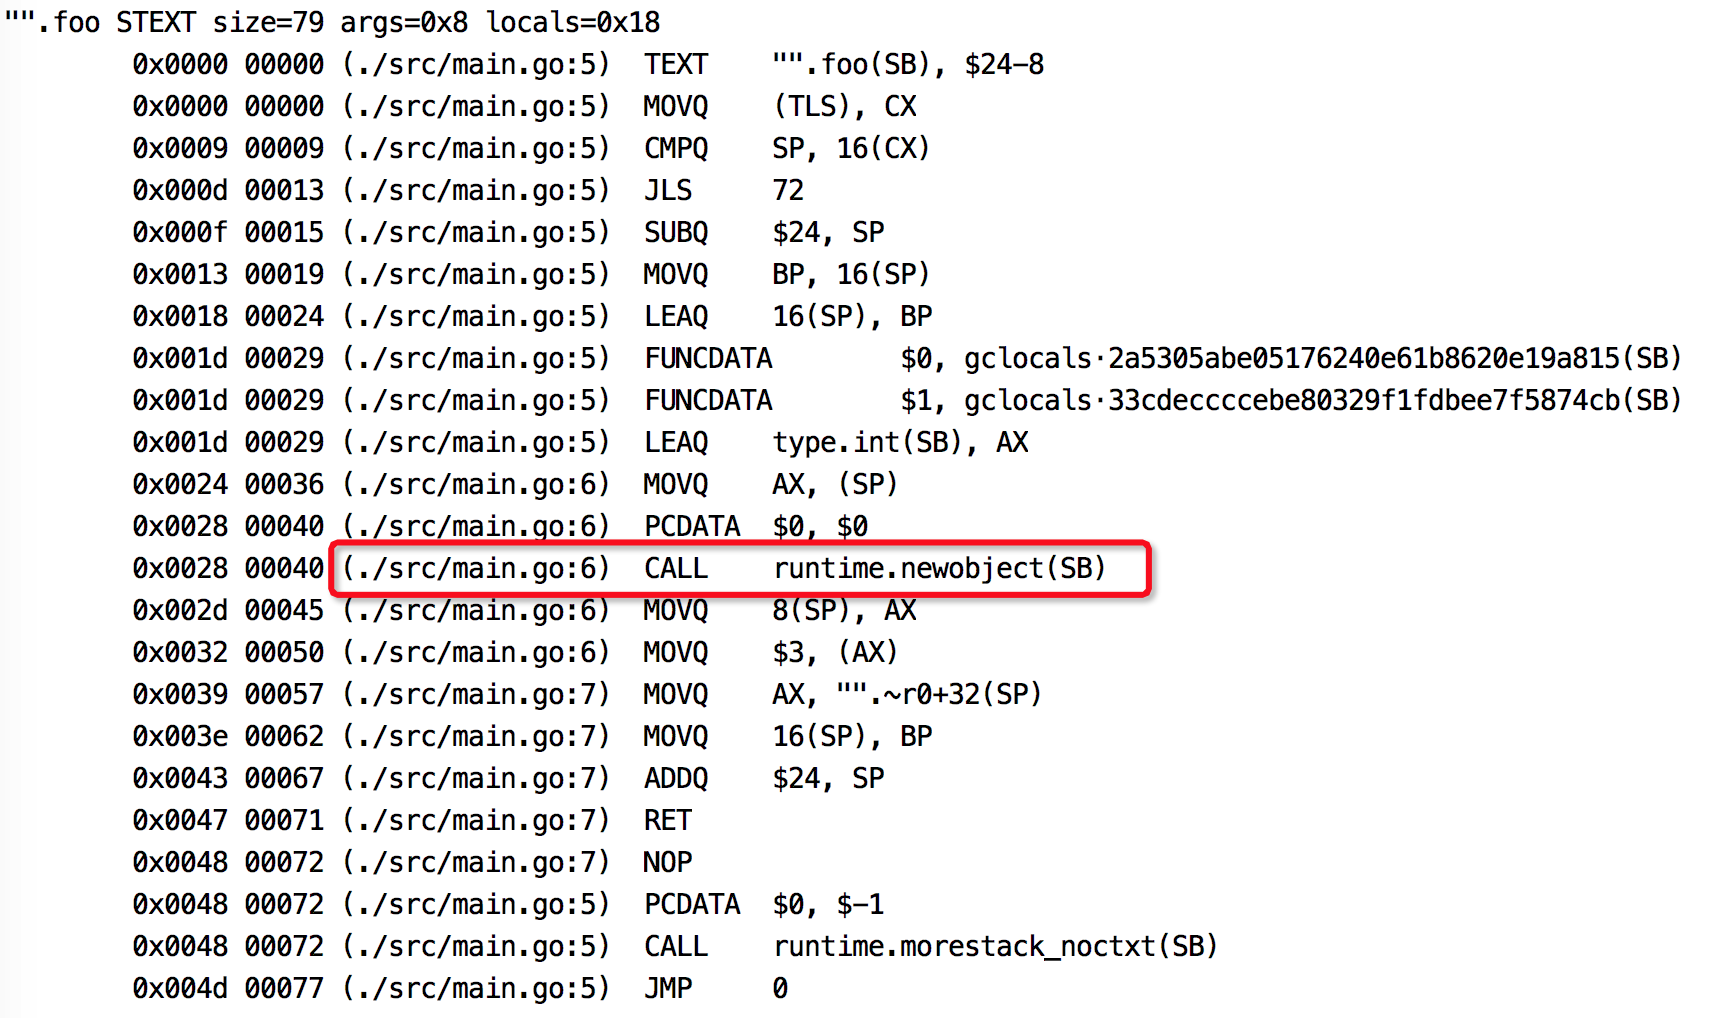 "".foo STEXT size=79 args=0x8 locals=0x18
0x0000 00000 (./src/main.go:5) TEXT "".foo(SB), $24-8
0x0000 00000 (./src/main.go:5) MOVQ (TLS), CX
0x0009 00009 (./src/main.go:5) CMPQ SP, 16(CX)
0x000d 00013 (./src/main.go:5) JLS 72
0x000f 00015 (./src/main.go:5) SUBQ $24, SP
0x0013 00019 (./src/main.go:5) MOVQ BP, 16(SP)
0x0018 00024 (./src/main.go:5) LEAQ 16(SP), BP
0x001d 00029 (./src/main.go:5) FUNCDATA $0, gclocals·2a5305abe05176240e61b8620e19a815(SB)
0x001d 00029 (./src/main.go:5) FUNCDATA $1, gclocals·33cdeccccebe80329f1fdbee7f5874cb(SB)
0x001d 00029 (./src/main.go:5) LEAQ type.int(SB), AX
0x0024 00036 (./src/main.go:6) MOVQ AX, (SP)
0x0028 00040 (./src/main.go:6) PCDATA $0, $0
0x0028 00040 (./src/main.go:6) CALL runtime.newobject(SB)
0x002d 00045 (./src/main.go:6) MOVQ 8(SP), AX
0x0032 00050 (./src/main.go:6) MOVQ $3, (AX)
0x0039 00057 (./src/main.go:7) MOVQ AX, "".~r0+32(SP)
0x003e 00062 (./src/main.go:7) MOVQ 16(SP), BP
0x0043 00067 (./src/main.go:7) ADDQ $24, SP
0x0047 00071 (./src/main.go:7) RET
0x0048 00072 (./src/main.go:7) NOP
0x0048 00072 (./src/main.go:5) PCDATA $0, $-1
0x0048 00072 (./src/main.go:5) CALL runtime.morestack_noctxt(SB)
0x004d 00077 (./src/main.go:5) JMP 0